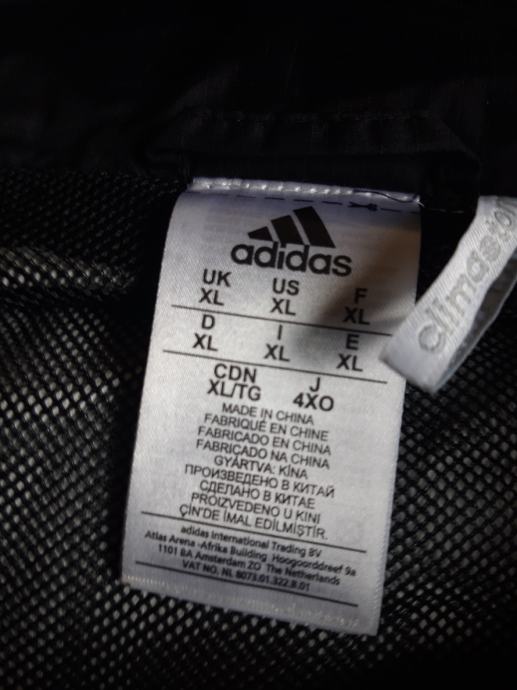 adidas
UK US F
XL XL XL
D I E
XL XL XL
CDN J
XL/TG 4XO
MADE IN CHINA
FABRIQUÉ EN CHINE
FABRICADO EN CHINA
FABRICADO NA CHINA
GYÁRTVA: KÍNA
ПРОИЗВЕДЕНО В КИТАЙ
СДЕЛАНО В КИТАЕ
PROIZVEDENO U KINI
ÇİN'DE İMAL EDİLMİŞTİR.
adidas International Trading BV
Atlas Arena -Afrika Building Hoogoorddreef 9a
1101 BA Amsterdam ZO The Netherlands
VAT NO. NL 8073.01.322.B.01